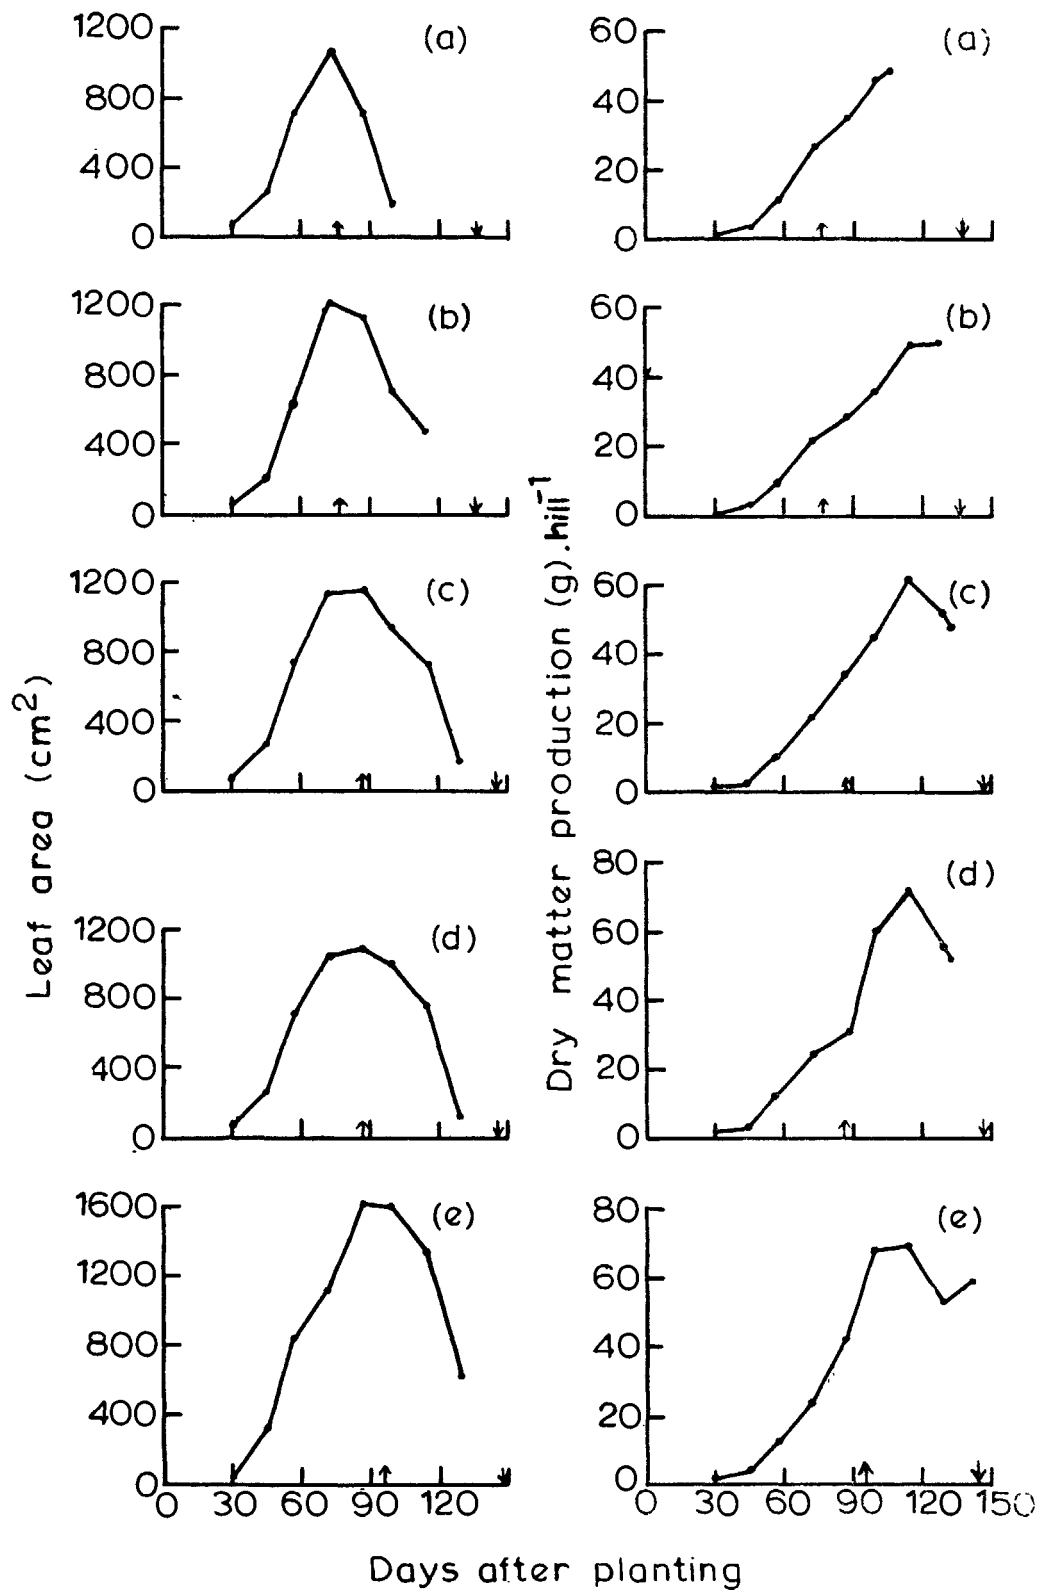 1200
800
400
0
(a)
60
40
20
0
(a)
1200
800
400
0
(b)
60
40
20
0
(b)
1200
800
400
0
(c)
60
40
20
0
(c)
1200
800
400
0
(d)
80
60
40
20
0
(d)
1600
1200
800
400
0
(e)
80
60
40
20
0
(e)
0 30 60 90 120
0 30 60 90 120 150
Leaf area (cm²)
Dry matter production (g).hill⁻¹
Days after planting